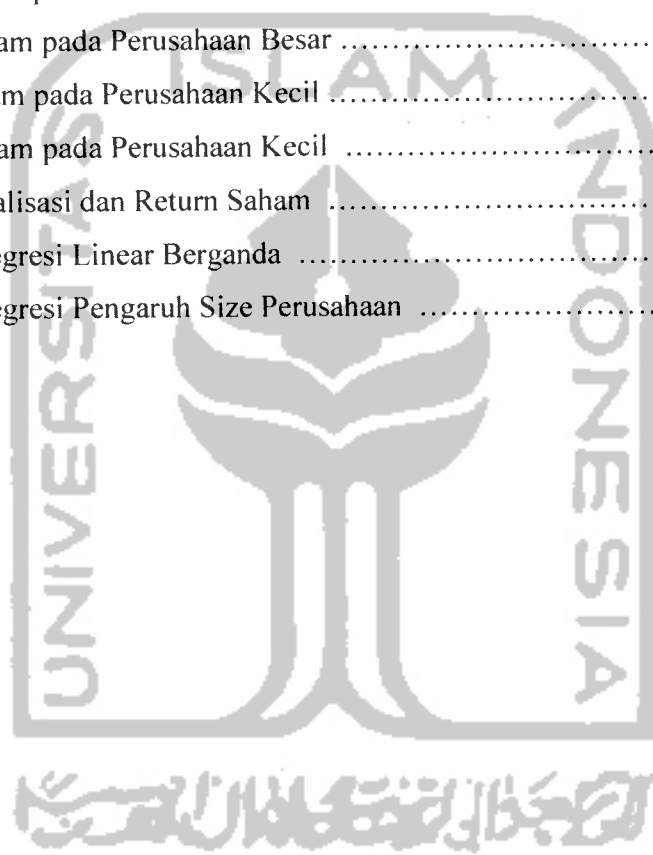 am pada Perusahaan Besar ..............................
am pada Perusahaan Kecil ...............................
am pada Perusahaan Kecil ..............................
alisasi dan Return Saham ...............................
egresi Linear Berganda ..................................
egresi Pengaruh Size Perusahaan .......................
UNIVERSITAS
ISLAM
INDONESIA